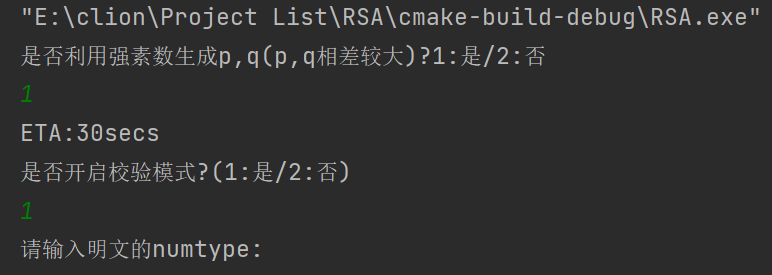 "E:\clion\Project List\RSA\cmake-build-debug\RSA.exe"
是否利用强素数生成p,q(p,q相差较大)?1:是/2:否
1
ETA:30secs
是否开启校验模式?(1:是/2:否)
1
请输入明文的numtype: